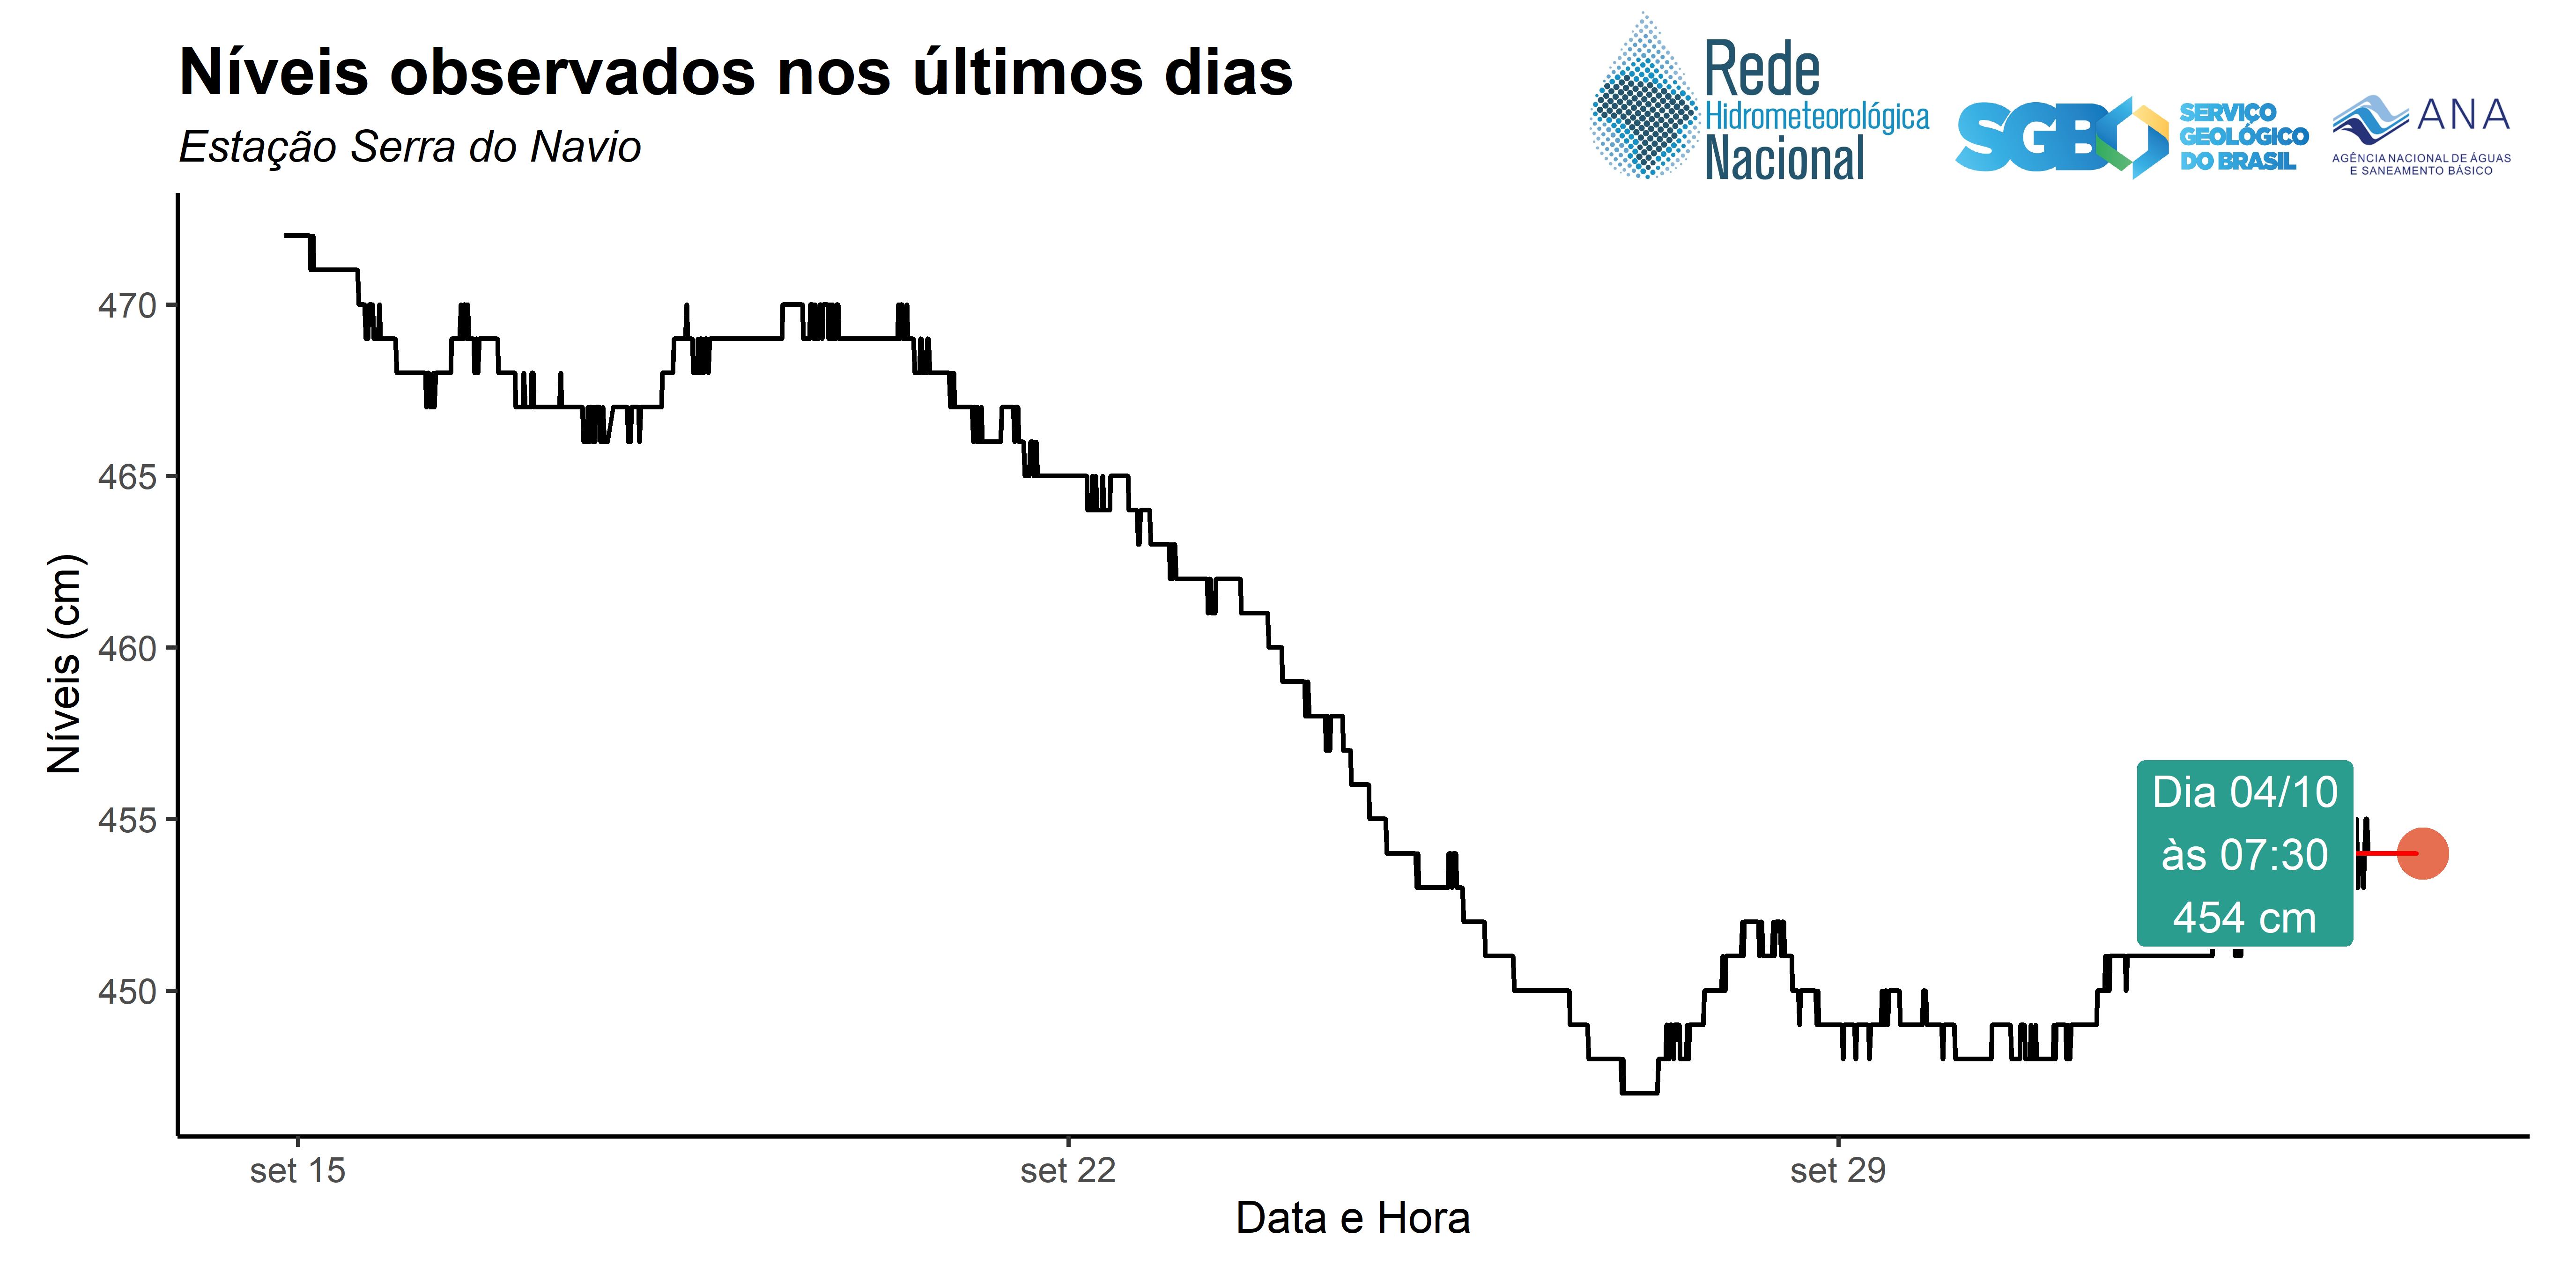 Níveis observados nos últimos dias
Estação Serra do Navio
Rede
Hidrometeorológica
Nacional
SGB
SERVIÇO
GEOLÓGICO
DO BRASIL
ANA
AGÊNCIA NACIONAL DE ÁGUAS
E SANEAMENTO BÁSICO
470
465
460
455
450
Níveis (cm)
Dia 04/10
às 07:30
454 cm
set 15
set 22
set 29
Data e Hora